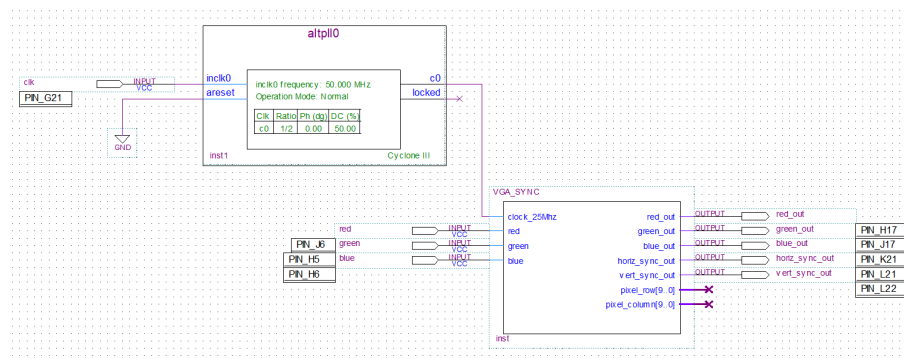 altpll0
clk
INPUT
VCC
PIN_G21
GND
inclk0
areset
inclk0 frequency: 50.000 MHz
Operation Mode: Normal
Clk Ratio Ph (dg) DC (%)
c0 1/2 0.00 50.00
c0
locked
inst1
Cyclone III
VGA_SYNC
red
INPUT
VCC
PIN_J6
green
INPUT
VCC
PIN_H5
blue
INPUT
VCC
PIN_H6
clock_25Mhz
red
green
blue
red_out
green_out
blue_out
horiz_sync_out
vert_sync_out
pixel_row[9..0]
pixel_column[9..0]
inst
OUTPUT
red_out
OUTPUT
green_out
PIN_H17
OUTPUT
blue_out
PIN_J17
OUTPUT
horiz_sync_out
PIN_K21
OUTPUT
vert_sync_out
PIN_L21
PIN_L22